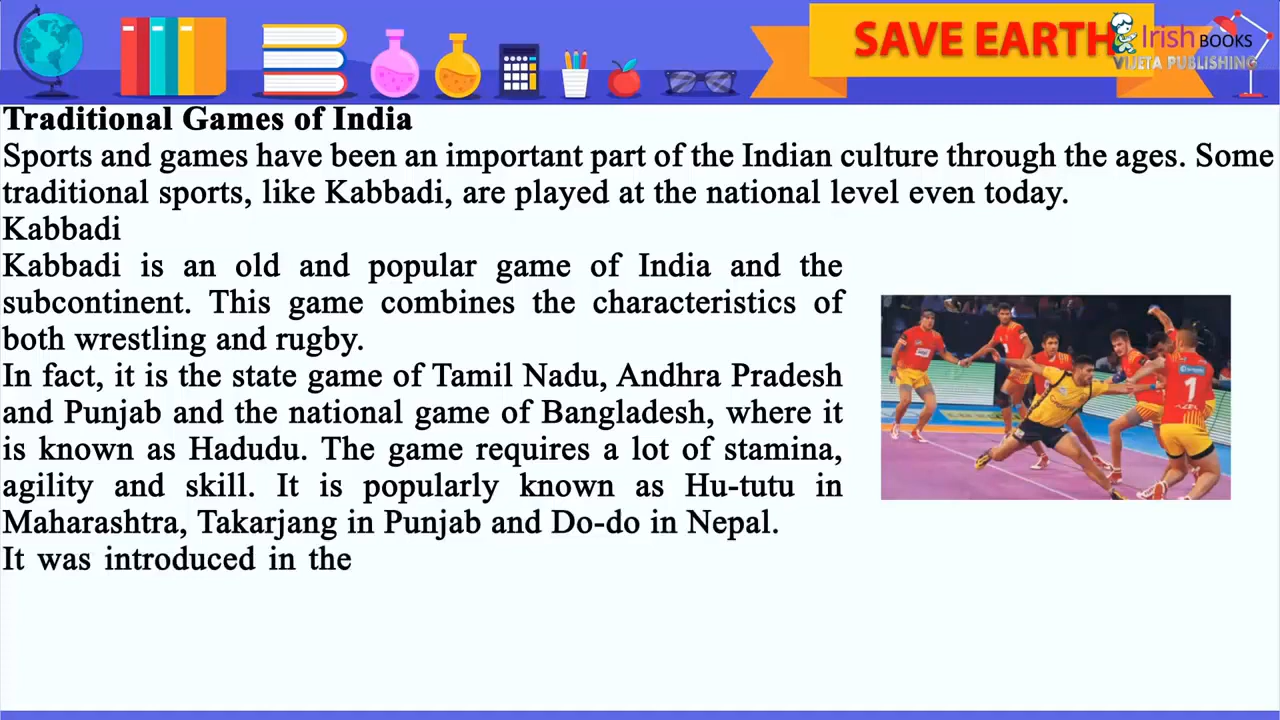 SAVE EARTH
Irish BOOKS
VIJETA PUBLISHING
Traditional Games of India
Sports and games have been an important part of the Indian culture through the ages. Some
traditional sports, like Kabbadi, are played at the national level even today.
Kabbadi
Kabbadi is an old and popular game of India and the
subcontinent. This game combines the characteristics of
both wrestling and rugby.
In fact, it is the state game of Tamil Nadu, Andhra Pradesh
and Punjab and the national game of Bangladesh, where it
is known as Hadudu. The game requires a lot of stamina,
agility and skill. It is popularly known as Hu-tutu in
Maharashtra, Takarjang in Punjab and Do-do in Nepal.
It was introduced in the
1